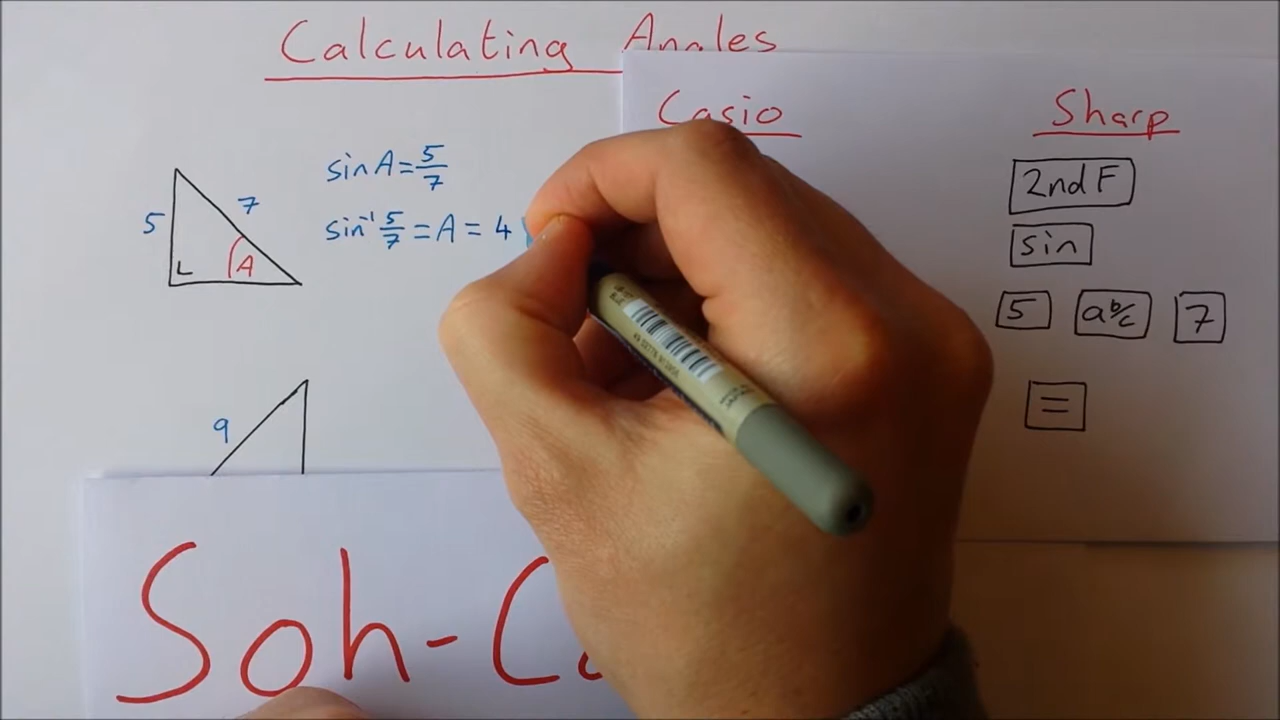 Calculating Angles
Casio
Sharp
2ndF
sin
5 a b/c 7
=
5
7
A
sin A = 5/7
sin⁻¹ 5/7 = A = 4
9
Soh-C